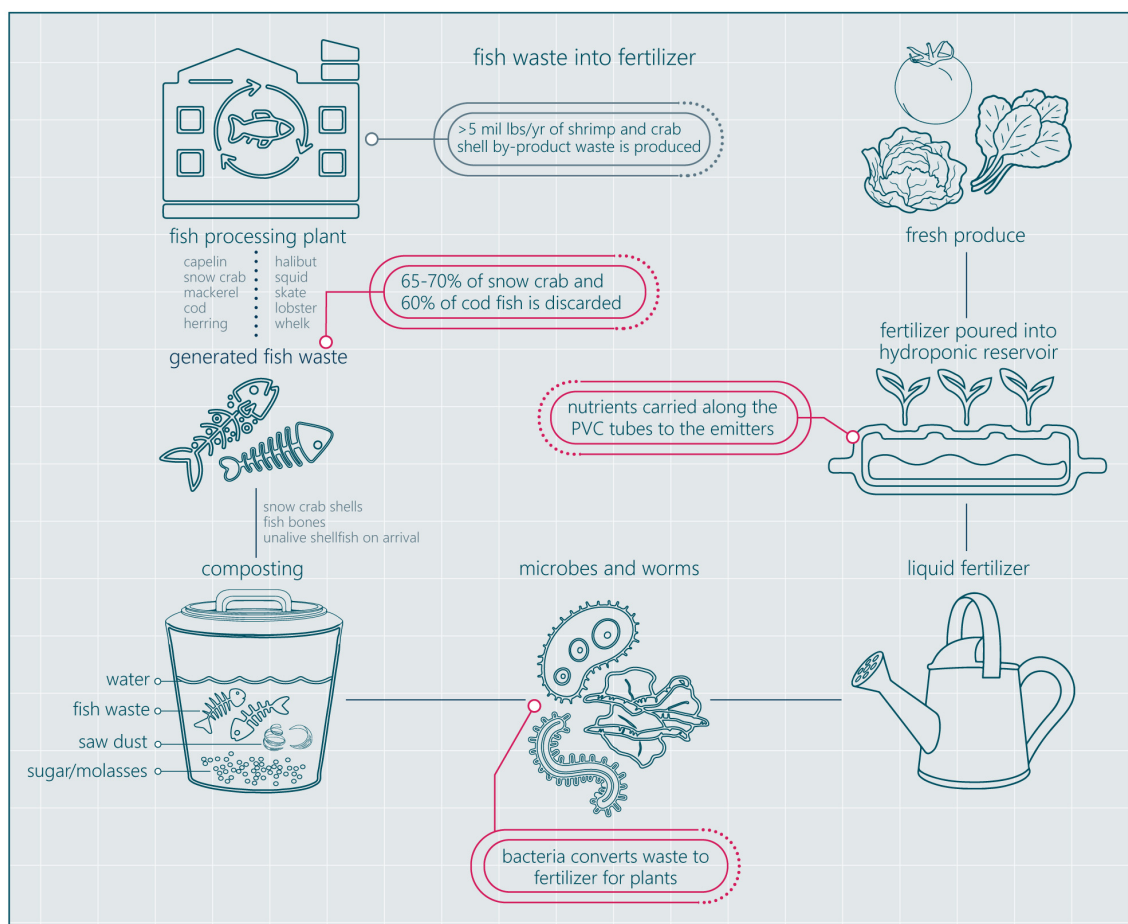 fish waste into fertilizer
>5 mil lbs/yr of shrimp and crab
shell by-product waste is produced
fish processing plant
capelin
snow crab
mackerel
cod
herring
halibut
squid
skate
lobster
whelk
65-70% of snow crab and
60% of cod fish is discarded
generated fish waste
snow crab shells
fish bones
unalive shellfish on arrival
composting
water
fish waste
saw dust
sugar/molasses
microbes and worms
bacteria converts waste to
fertilizer for plants
liquid fertilizer
nutrients carried along the
PVC tubes to the emitters
fertilizer poured into
hydroponic reservoir
fresh produce